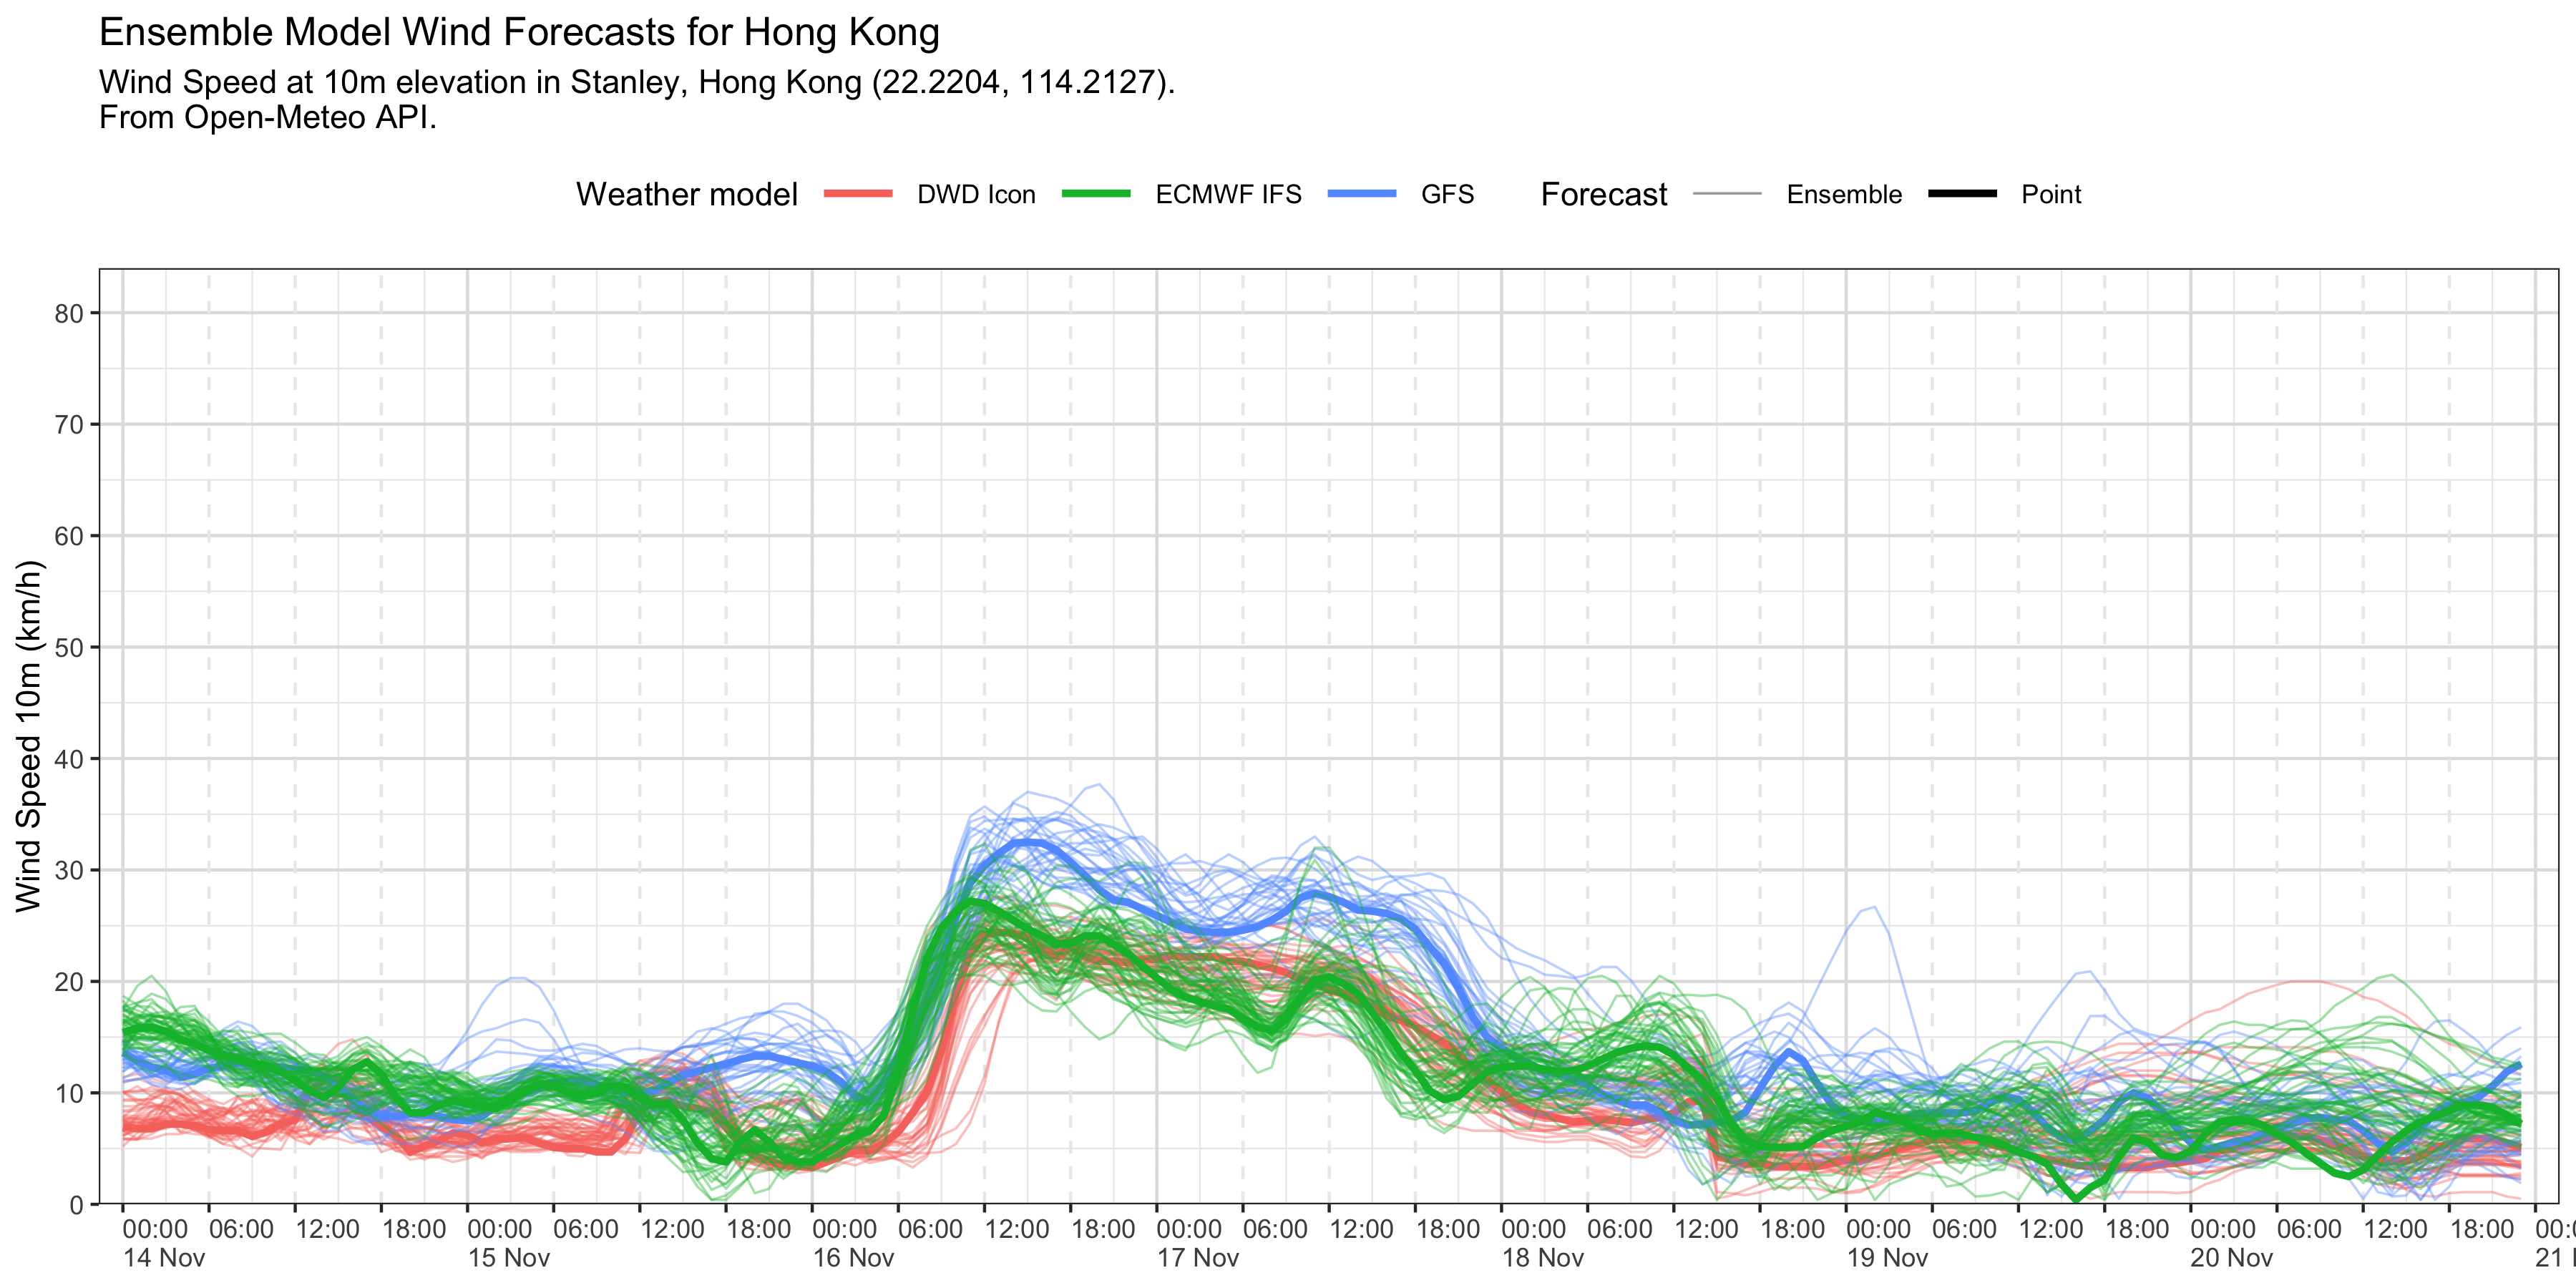 Ensemble Model Wind Forecasts for Hong Kong
Wind Speed at 10m elevation in Stanley, Hong Kong (22.2204, 114.2127).
From Open-Meteo API.
Weather model DWD Icon ECMWF IFS GFS Forecast Ensemble Point
Wind Speed 10m (km/h)
80
70
60
50
40
30
20
10
0
00:00 06:00 12:00 18:00 00:00 06:00 12:00 18:00 00:00 06:00 12:00 18:00 00:00 06:00 12:00 18:00 00:00 06:00 12:00 18:00 00:00 06:00 12:00 18:00 00:00 06:00 12:00 18:00
14 Nov 15 Nov 16 Nov 17 Nov 18 Nov 19 Nov 20 Nov 21